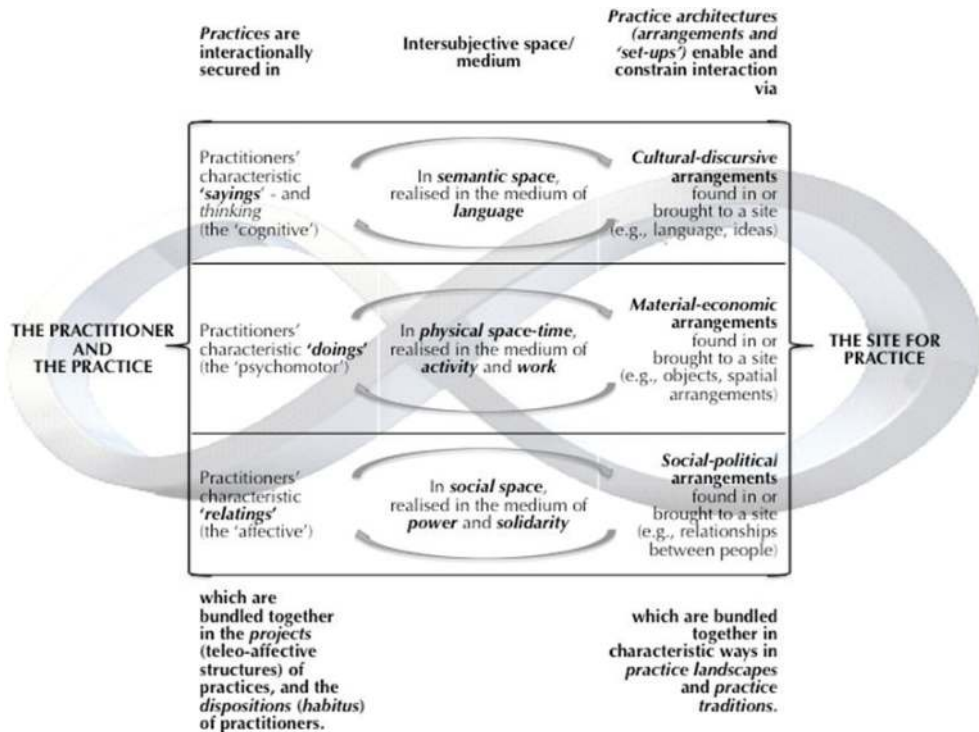 Practices are
interactionally
secured in
Intersubjective space/
medium
Practice architectures
(arrangements and
‘set-ups’) enable and
constrain interaction
via
THE PRACTITIONER
AND
THE PRACTICE
Practitioners’
characteristic
‘sayings’ - and
thinking
(the ‘cognitive’)
In semantic space,
realised in the medium of
language
Cultural-discursive
arrangements
found in or
brought to a site
(e.g., language, ideas)
Practitioners’
characteristic ‘doings’
(the ‘psychomotor’)
In physical space-time,
realised in the medium of
activity and work
Material-economic
arrangements
found in or
brought to a site
(e.g., objects, spatial
arrangements)
Practitioners’
characteristic
‘relatings’
(the ‘affective’)
In social space,
realised in the medium of
power and solidarity
Social-political
arrangements
found in or
brought to a site
(e.g., relationships
between people)
THE SITE FOR
PRACTICE
which are
bundled together
in the projects
(teleo-affective
structures) of
practices, and the
dispositions (habitus)
of practitioners.
which are bundled
together in
characteristic ways in
practice landscapes
and practice
traditions.